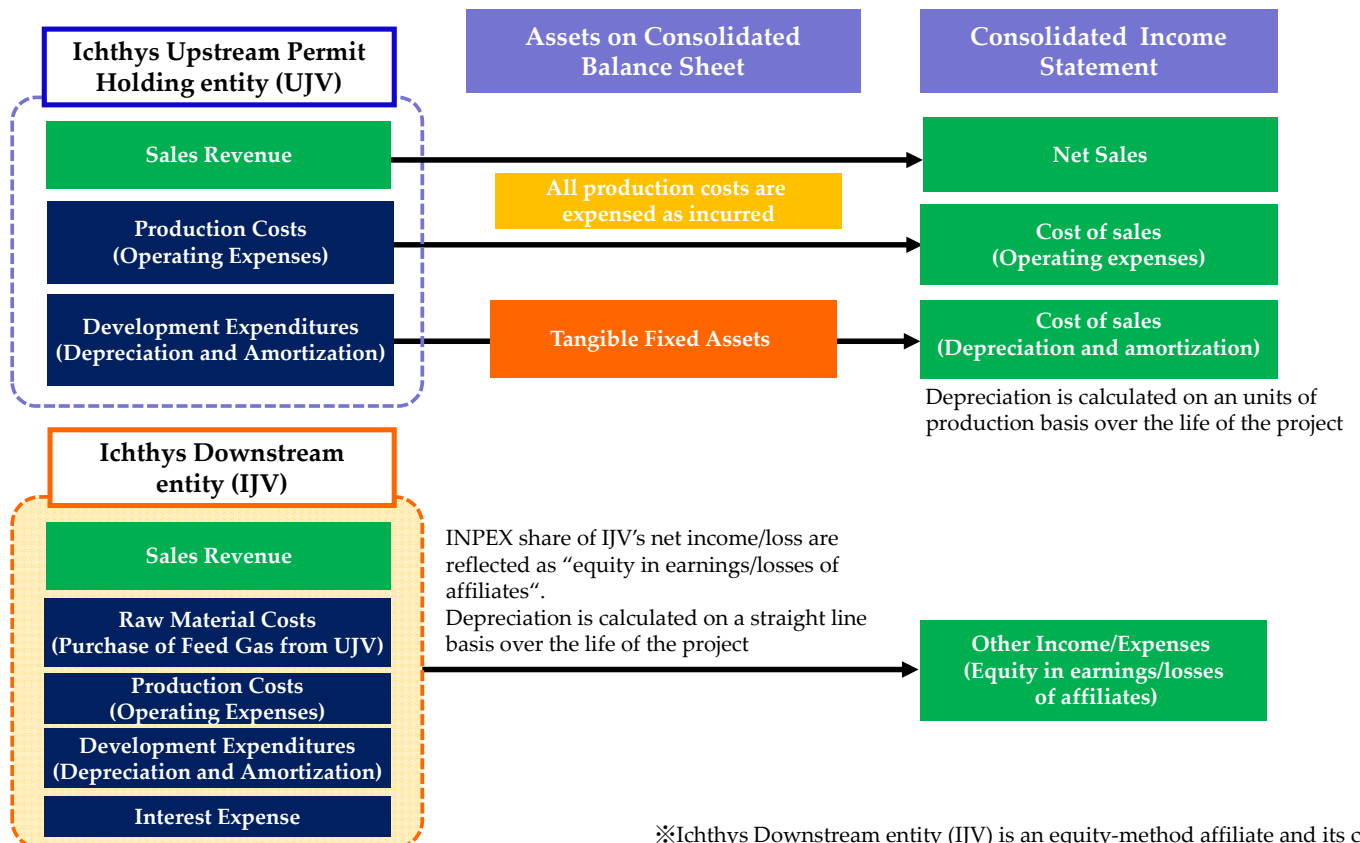 Ichthys Upstream Permit
Holding entity (UJV)
Assets on Consolidated
Balance Sheet
Consolidated Income
Statement
Sales Revenue
Net Sales
All production costs are
expensed as incurred
Production Costs
(Operating Expenses)
Cost of sales
(Operating expenses)
Development Expenditures
(Depreciation and Amortization)
Tangible Fixed Assets
Cost of sales
(Depreciation and amortization)
Depreciation is calculated on an units of
production basis over the life of the project
Ichthys Downstream
entity (IJV)
Sales Revenue
INPEX share of IJV's net income/loss are
reflected as “equity in earnings/losses of
affiliates“.
Depreciation is calculated on a straight line
basis over the life of the project
Raw Material Costs
(Purchase of Feed Gas from UJV)
Production Costs
(Operating Expenses)
Development Expenditures
(Depreciation and Amortization)
Interest Expense
Other Income/Expenses
(Equity in earnings/losses
of affiliates)
※Ichthys Downstream entity (IJV) is an equity-method affiliate and its c